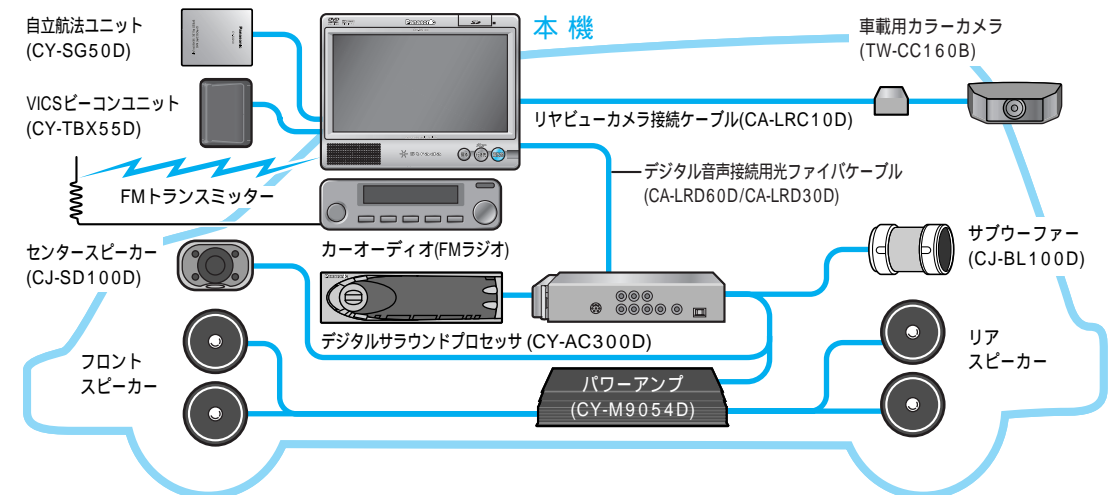 自立航法ユニット
(CY-SG50D)
Panasonic
本機
車載用カラーカメラ
(TW-CC160B)
VICSビーコンユニット
(CY-TBX55D)
リヤビューカメラ接続ケーブル(CA-LRC10D)
デジタル音声接続用光ファイバケーブル
(CA-LRD60D/CA-LRD30D)
FMトランスミッター
カーオーディオ(FMラジオ)
センタースピーカー
(CJ-SD100D)
サブウーファー
(CJ-BL100D)
デジタルサラウンドプロセッサ(CY-AC300D)
フロント
スピーカー
リア
スピーカー
パワーアンプ
(CY-M9054D)